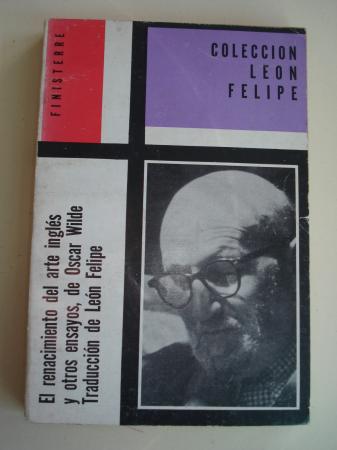 FINISTERRE
COLECCION
LEON
FELIPE
El renacimiento del arte inglés
y otros ensayos, de Oscar Wilde
Traducción de León Felipe